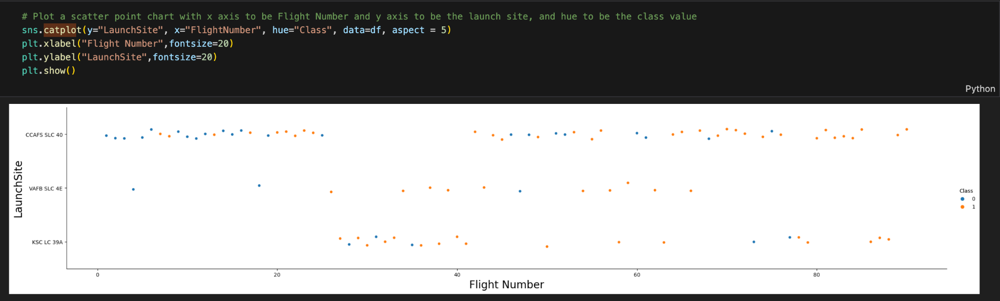 # Plot a scatter point chart with x axis to be Flight Number and y axis to be the launch site, and hue to be the class value
sns.catplot(y="LaunchSite", x="FlightNumber", hue="Class", data=df, aspect = 5)
plt.xlabel("Flight Number",fontsize=20)
plt.ylabel("LaunchSite",fontsize=20)
plt.show()
Python
LaunchSite
CCAFS SLC 40
VAFB SLC 4E
KSC LC 39A
Class
0
1
0 20 40 60 80
Flight Number